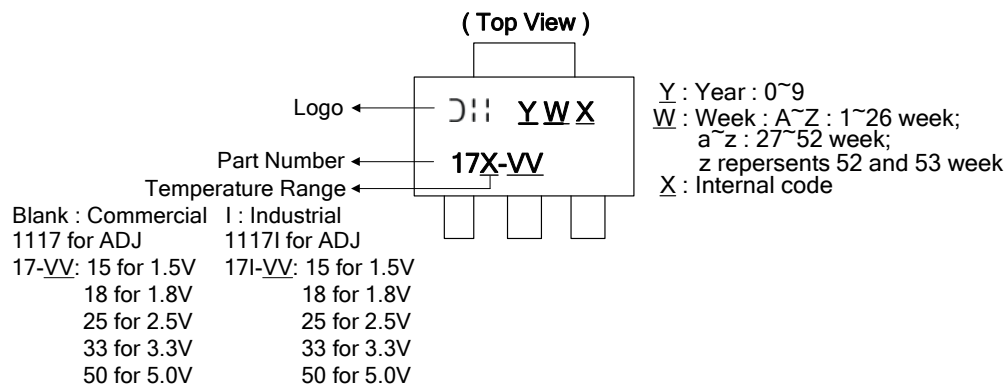 ( Top View )
Logo
Y W X
Part Number
17X-VV
Temperature Range
Y : Year : 0~9
W : Week : A~Z : 1~26 week;
a~z : 27~52 week;
z repersents 52 and 53 week
X : Internal code
Blank : Commercial I : Industrial
1117 for ADJ 1117I for ADJ
17-VV: 15 for 1.5V 17I-VV: 15 for 1.5V
18 for 1.8V 18 for 1.8V
25 for 2.5V 25 for 2.5V
33 for 3.3V 33 for 3.3V
50 for 5.0V 50 for 5.0V